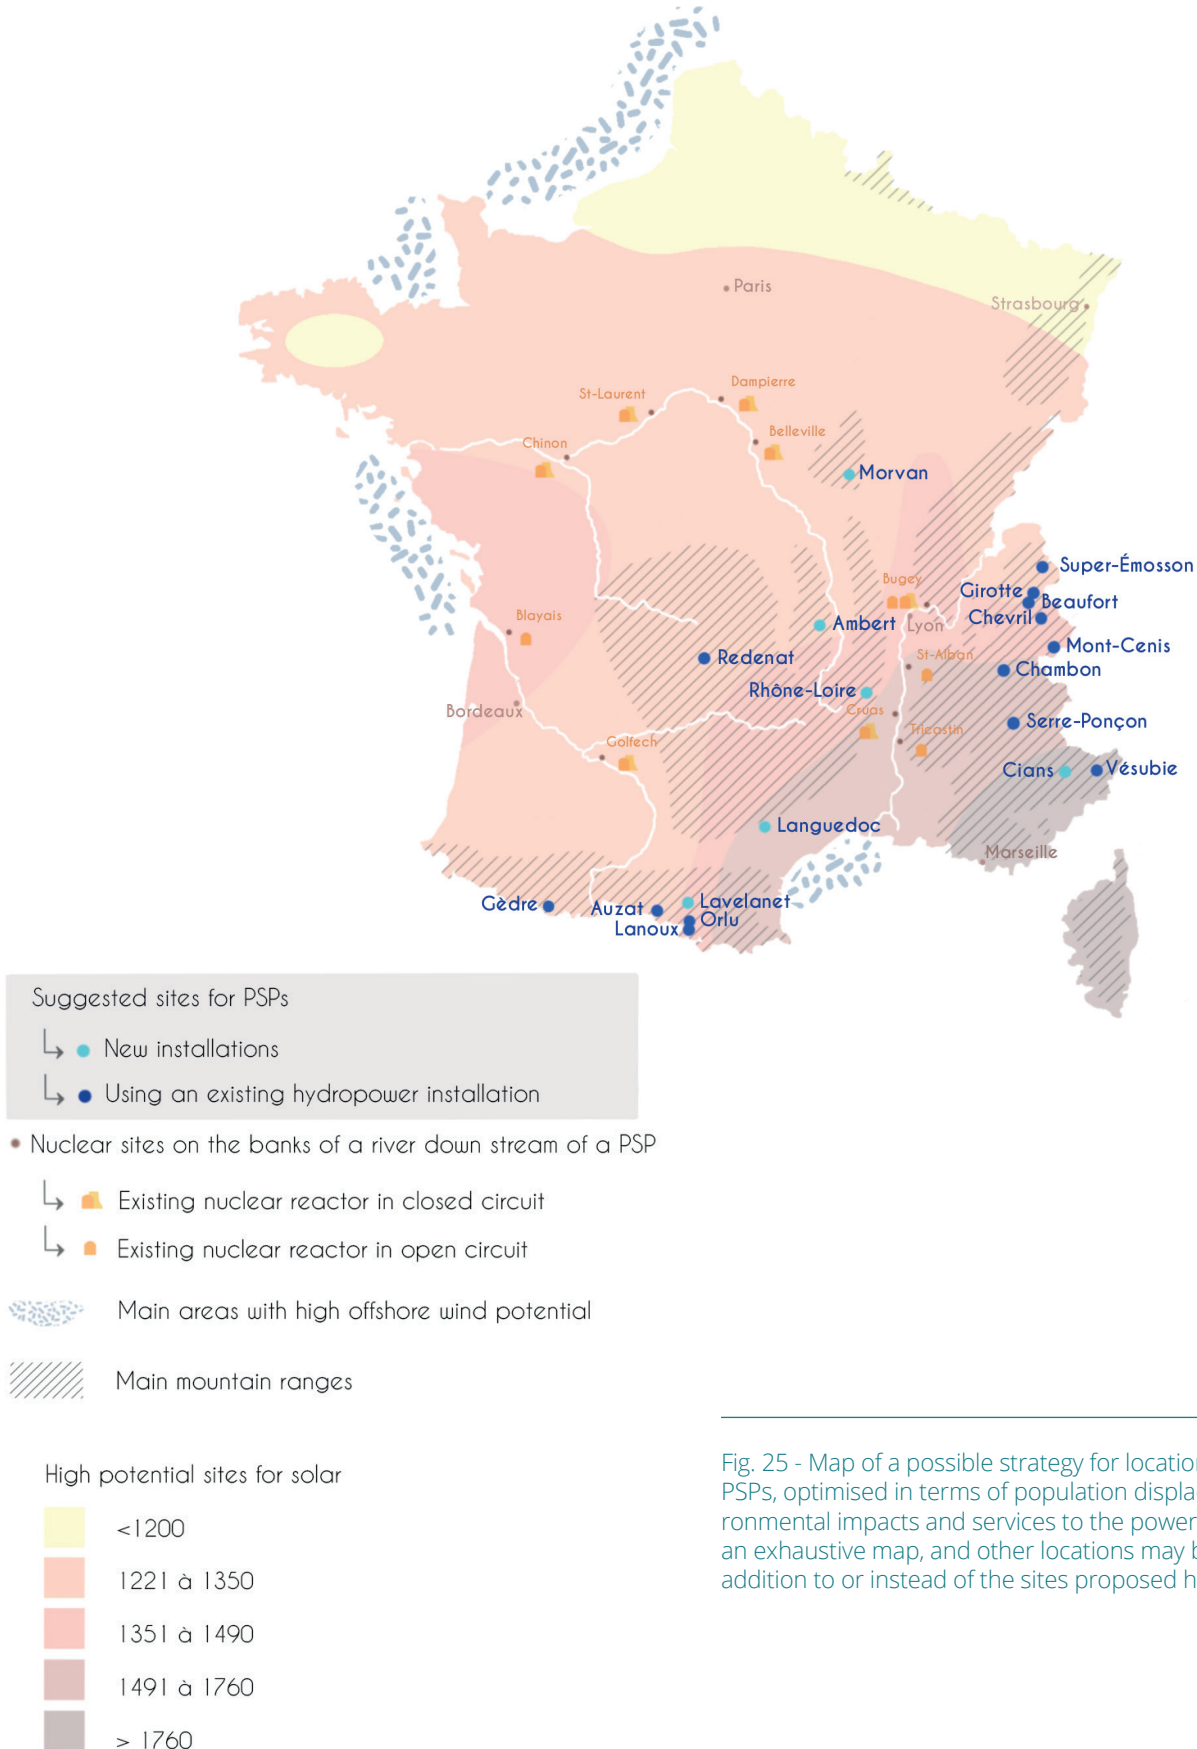 Paris
Strasbourg
Dampierre
St-Laurent
Belleville
Chinon
Morvan
Super-Émosson
Bugey
Girotte
Beaufort
Blayais
Chevril
Ambert
Lyon
Mont-Cenis
Redenat
St-Alban
Chambon
Rhône-Loire
Bordeaux
Cruas
Serre-Ponçon
Tricastin
Golfech
Cians
Vésubie
Languedoc
Marseille
Gèdre
Auzat
Lavelanet
Orlu
Lanoux
Suggested sites for PSPs
New installations
Using an existing hydropower installation
Nuclear sites on the banks of a river down stream of a PSP
Existing nuclear reactor in closed circuit
Existing nuclear reactor in open circuit
Main areas with high offshore wind potential
Main mountain ranges
High potential sites for solar
<1200
1221 à 1350
1351 à 1490
1491 à 1760
> 1760
Fig. 25 - Map of a possible strategy for location
PSPs, optimised in terms of population displa
ronmental impacts and services to the power
an exhaustive map, and other locations may b
addition to or instead of the sites proposed h